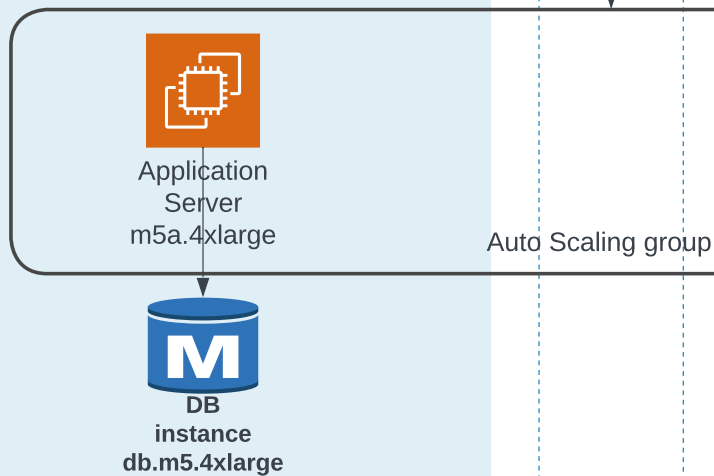 Application
Server
m5a.4xlarge
Auto Scaling group
M
DB
instance
db.m5.4xlarge